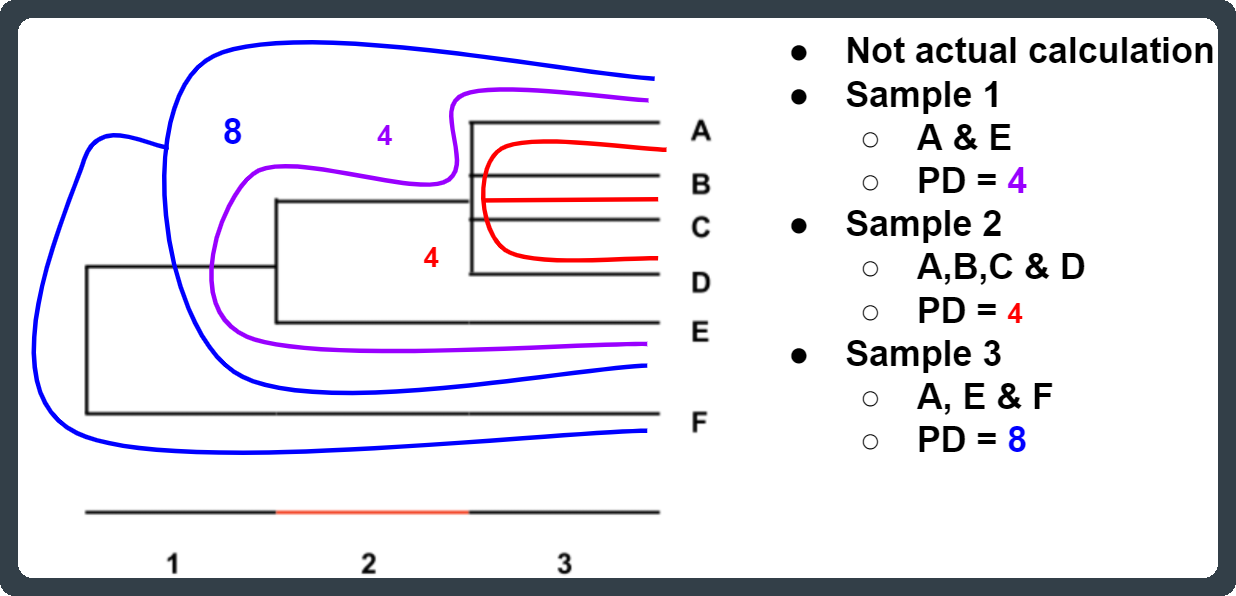 8
4
4
A
B
C
D
E
F
1 2 3
● Not actual calculation
● Sample 1
○ A & E
○ PD = 4
● Sample 2
○ A,B,C & D
○ PD = 4
● Sample 3
○ A, E & F
○ PD = 8